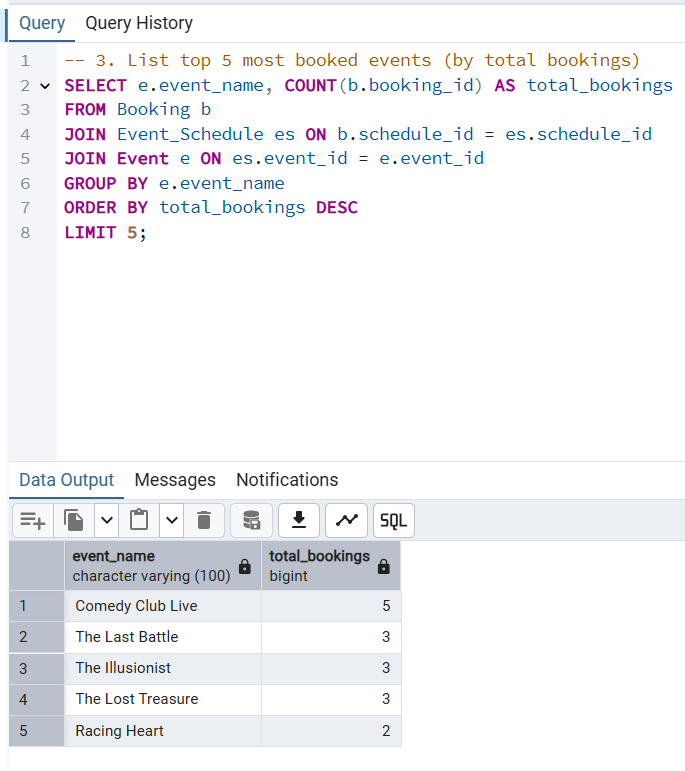 Query Query History
1 -- 3. List top 5 most booked events (by total bookings)
2 SELECT e.event_name, COUNT(b.booking_id) AS total_bookings
3 FROM Booking b
4 JOIN Event_Schedule es ON b.schedule_id = es.schedule_id
5 JOIN Event e ON es.event_id = e.event_id
6 GROUP BY e.event_name
7 ORDER BY total_bookings DESC
8 LIMIT 5;
Data Output Messages Notifications
SQL
event_name total_bookings
character varying (100) bigint
1 Comedy Club Live 5
2 The Last Battle 3
3 The Illusionist 3
4 The Lost Treasure 3
5 Racing Heart 2